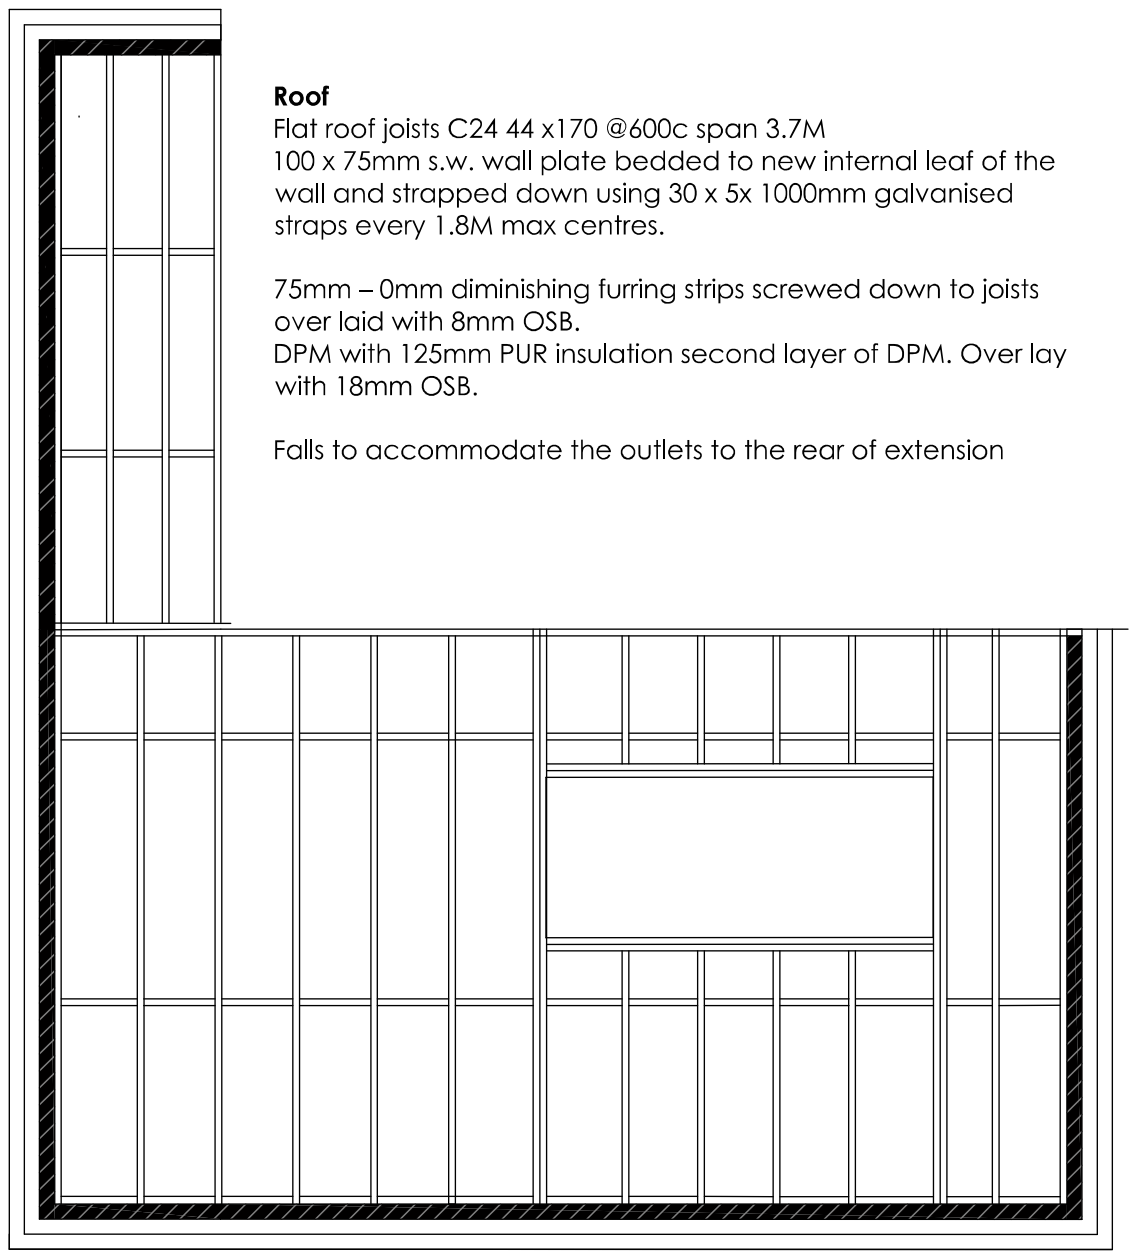 Roof
Flat roof joists C24 44 x170 @600c span 3.7M
100 x 75mm s.w. wall plate bedded to new internal leaf of the
wall and strapped down using 30 x 5x 1000mm galvanised
straps every 1.8M max centres.
75mm – 0mm diminishing furring strips screwed down to joists
over laid with 8mm OSB.
DPM with 125mm PUR insulation second layer of DPM. Over lay
with 18mm OSB.
Falls to accommodate the outlets to the rear of extension